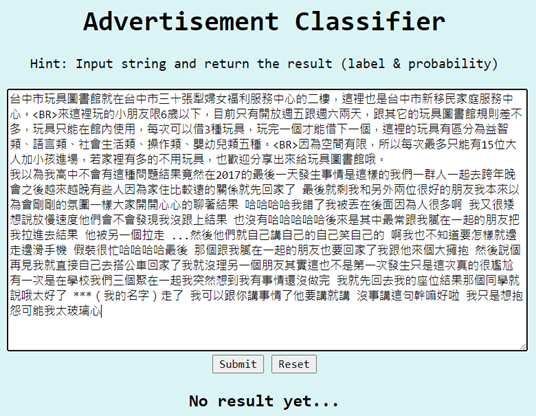 Advertisement Classifier
Hint: Input string and return the result (label & probability)
台中市玩具圖書館就在台中市三十張犁婦女福利服務中心的二樓，這裡也是台中市新移民家庭服務中
心。<BR>來這裡玩的小朋友限6歲以下，目前只有開放週五跟週六兩天，跟其它的玩具圖書館規則差不
多，玩具只能在館內使用，每次可以借3種玩具，玩完一個才能借下一個，這裡的玩具有區分為益智
類、語言類、社會生活類、操作類、嬰幼兒類五種。<BR>因為空間有限，所以每次最多只能有15位大
人加小孩進場，若家裡有多的不用玩具，也歡迎分享出來給玩具圖書館哦。
我以為我高中不會有這種問題結果竟然在2017的最後一天發生事情是這樣的我們一群人一起去跨年晚
會之後越來越晚有些人因為家住比較遠的關係就先回家了 最後就剩我和另外兩位很好的朋友我本來以
為會剛剛的氛圍一樣大家開開心心的聊著結果 哈哈哈哈我錯了我被丟在後面因為人很多啊 我又很矮
想說放慢速度他們會不會發現我沒跟上結果 也沒有哈哈哈哈哈後來是其中最常跟我膩在一起的朋友把
我拉進去結果 他被另一個拉走 ...然後他們就自己講自己的自己笑自己的 啊我也不知道要怎樣就邊
走邊滑手機 假裝很忙哈哈哈哈最後 那個跟我膩在一起的朋友也要回家了我跟他來個大擁抱 然後說個
再見我就直接自己去搭公車回家了我就沒理另一個朋友其實這也不是第一次發生只是這次真的很尷尬
有一次是在學校我們三個聚在一起我突然想到我有事情還沒做完 我就先回去我的座位結果那個同學就
說哦太好了 ***（我的名字）走了 我可以跟你講事情了他要講就講 沒事講這句幹嘛好啦 我只是想抱
怨可能我太玻璃心
Submit Reset
No result yet...